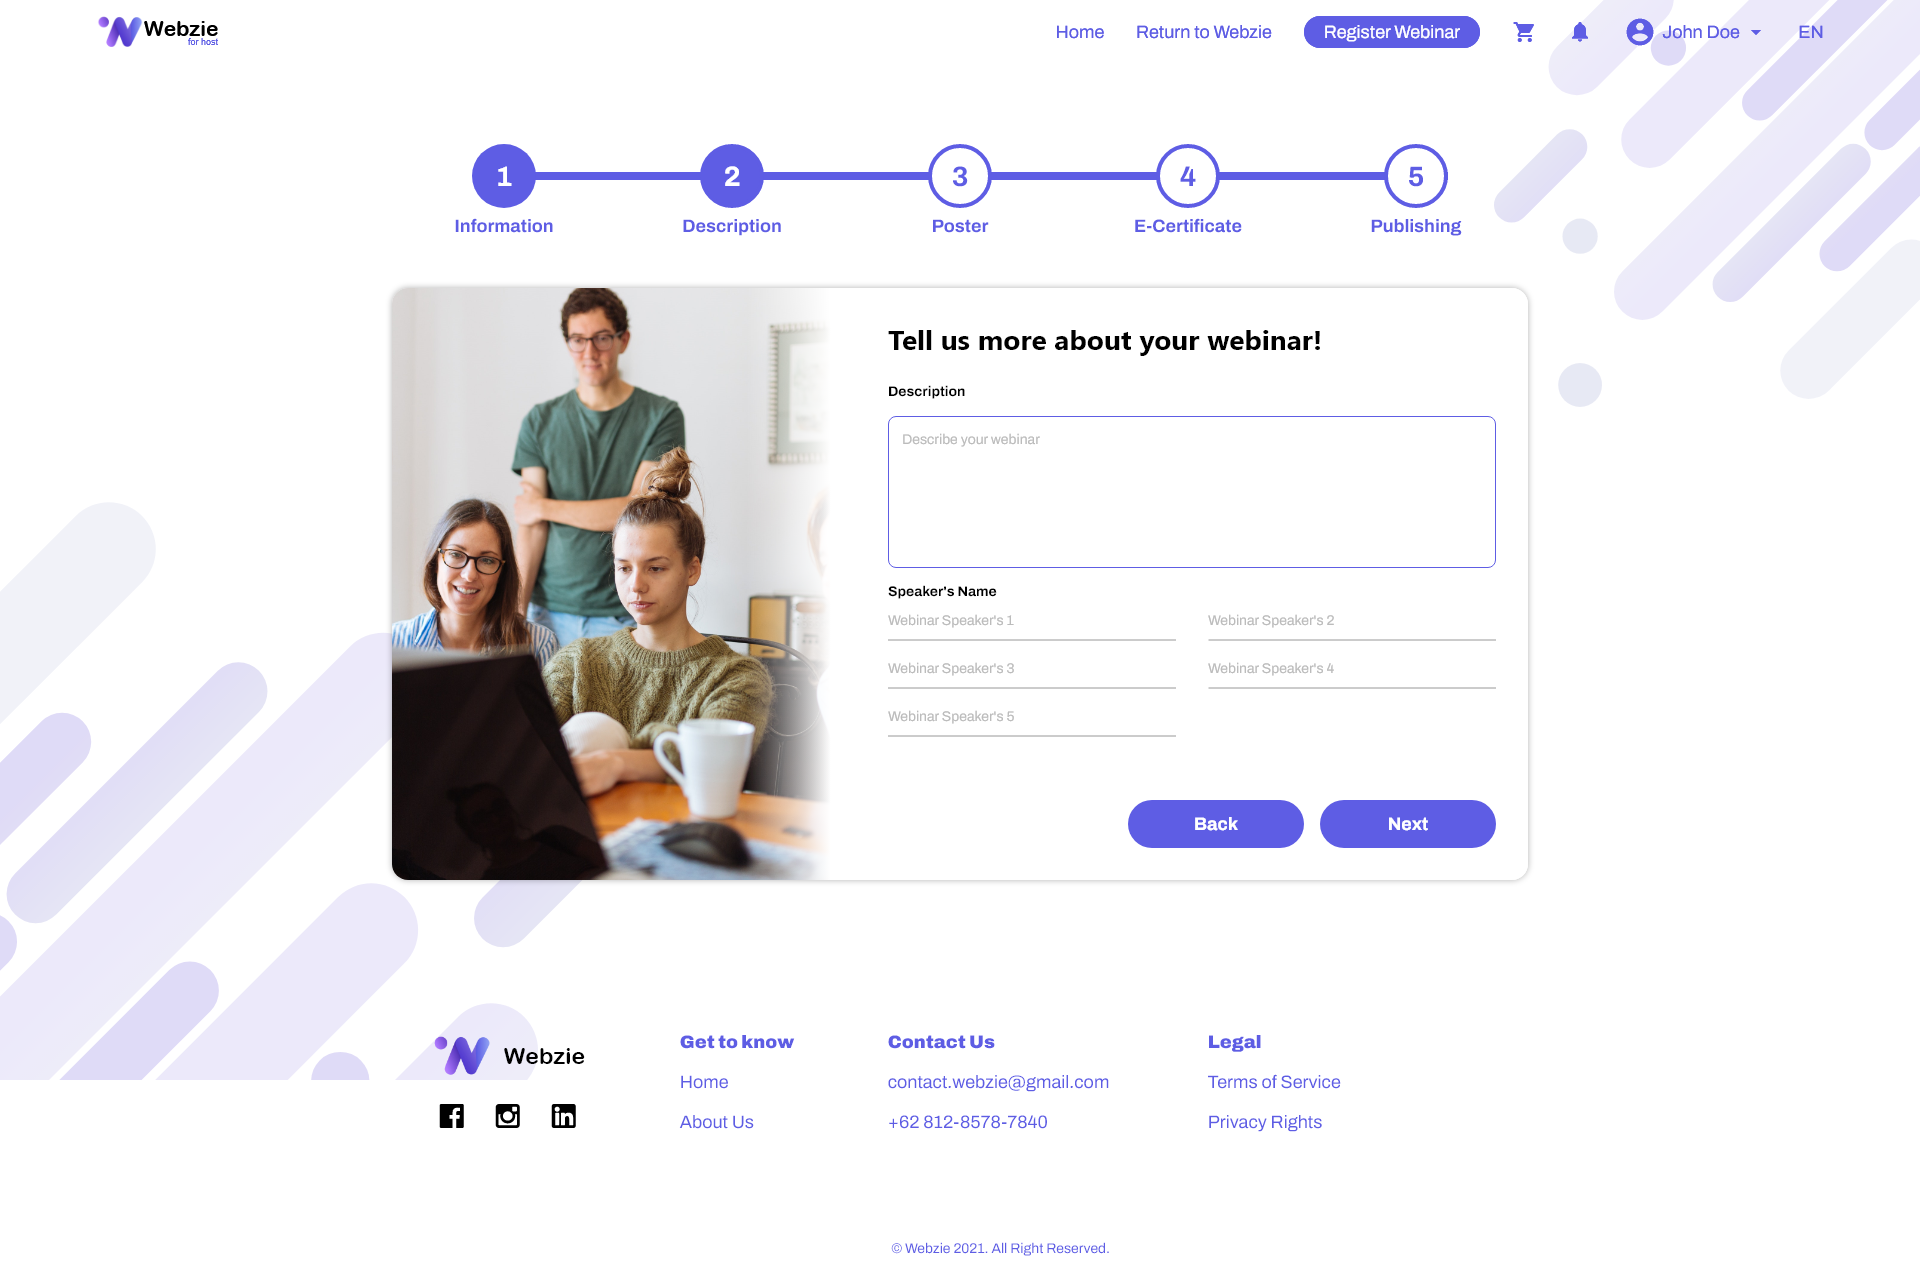 Webzie
for host
Home
Return to Webzie
Register Webinar
John Doe
EN
1
2
3
4
5
Information
Description
Poster
E-Certificate
Publishing
Tell us more about your webinar!
Description
Describe your webinar
Speaker's Name
Webinar Speaker's 1
Webinar Speaker's 2
Webinar Speaker's 3
Webinar Speaker's 4
Webinar Speaker's 5
Back
Next
Webzie
Get to know
Home
About Us
Contact Us
contact.webzie@gmail.com
+62 812-8578-7840
Legal
Terms of Service
Privacy Rights
© Webzie 2021. All Right Reserved.